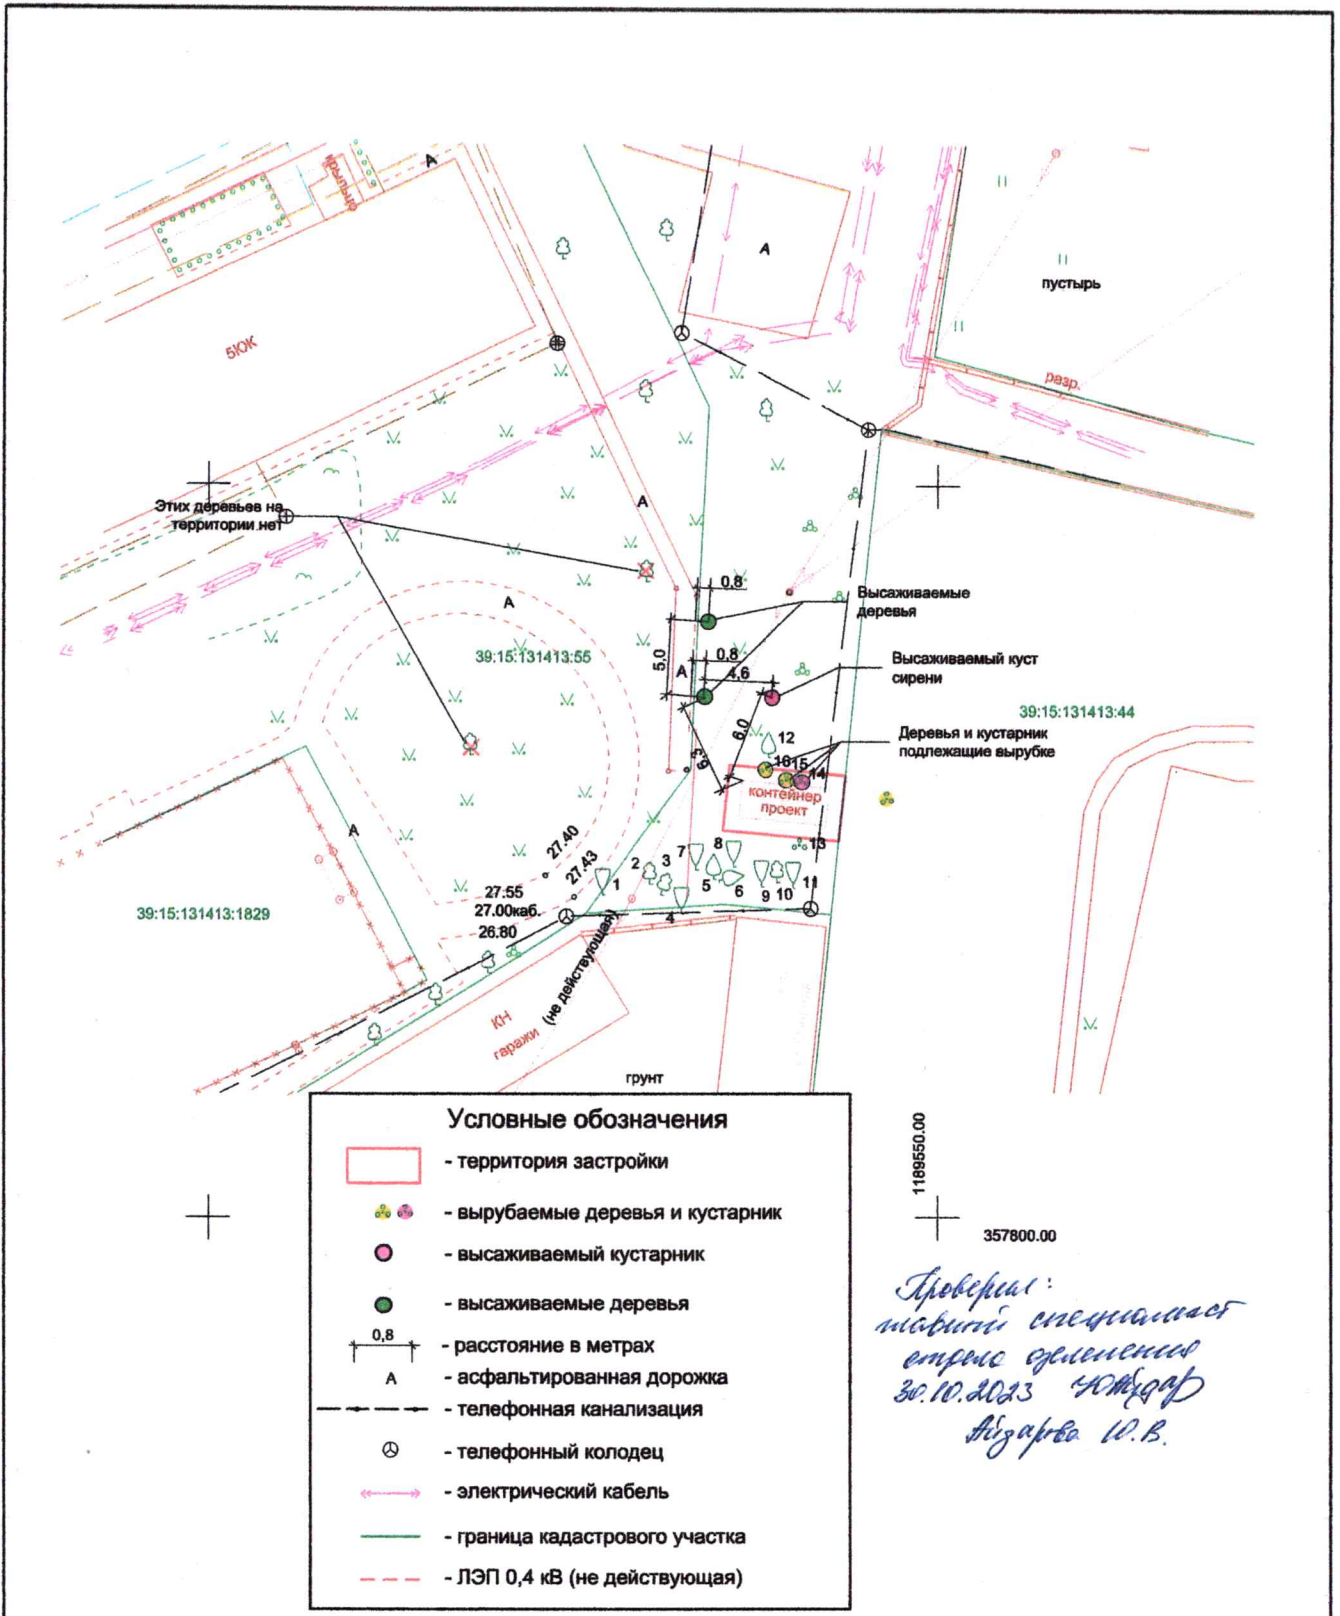 А
крыльцо
А
пустырь
5ЮК
разр.
Этих деревьев на
территории нет
А
0,8
Высаживаемые
деревья
А
39:15:131413:55
5,0
0,8
А
4,6
Высаживаемый куст
сирени
39:15:131413:44
6,0
12
Деревья и кустарник
подлежащие вырубке
16
15
14
контейнер
проект
А
27.40
27.43
2
3
7
8
13
1
5
6
9
10
11
4
27.55
27.00каб.
26.80
39:15:131413:1829
(не действующая)
КН
гаражи
грунт
Условные обозначения
- территория застройки
- вырубаемые деревья и кустарник
- высаживаемый кустарник
- высаживаемые деревья
0,8
- расстояние в метрах
А
- асфальтированная дорожка
- телефонная канализация
- телефонный колодец
- электрический кабель
- граница кадастрового участка
- ЛЭП 0,4 кВ (не действующая)
1189550.00
357800.00
Проверил:
главный специалист
отдела озеленения
30.10.2023
Айдарова Ю.В.